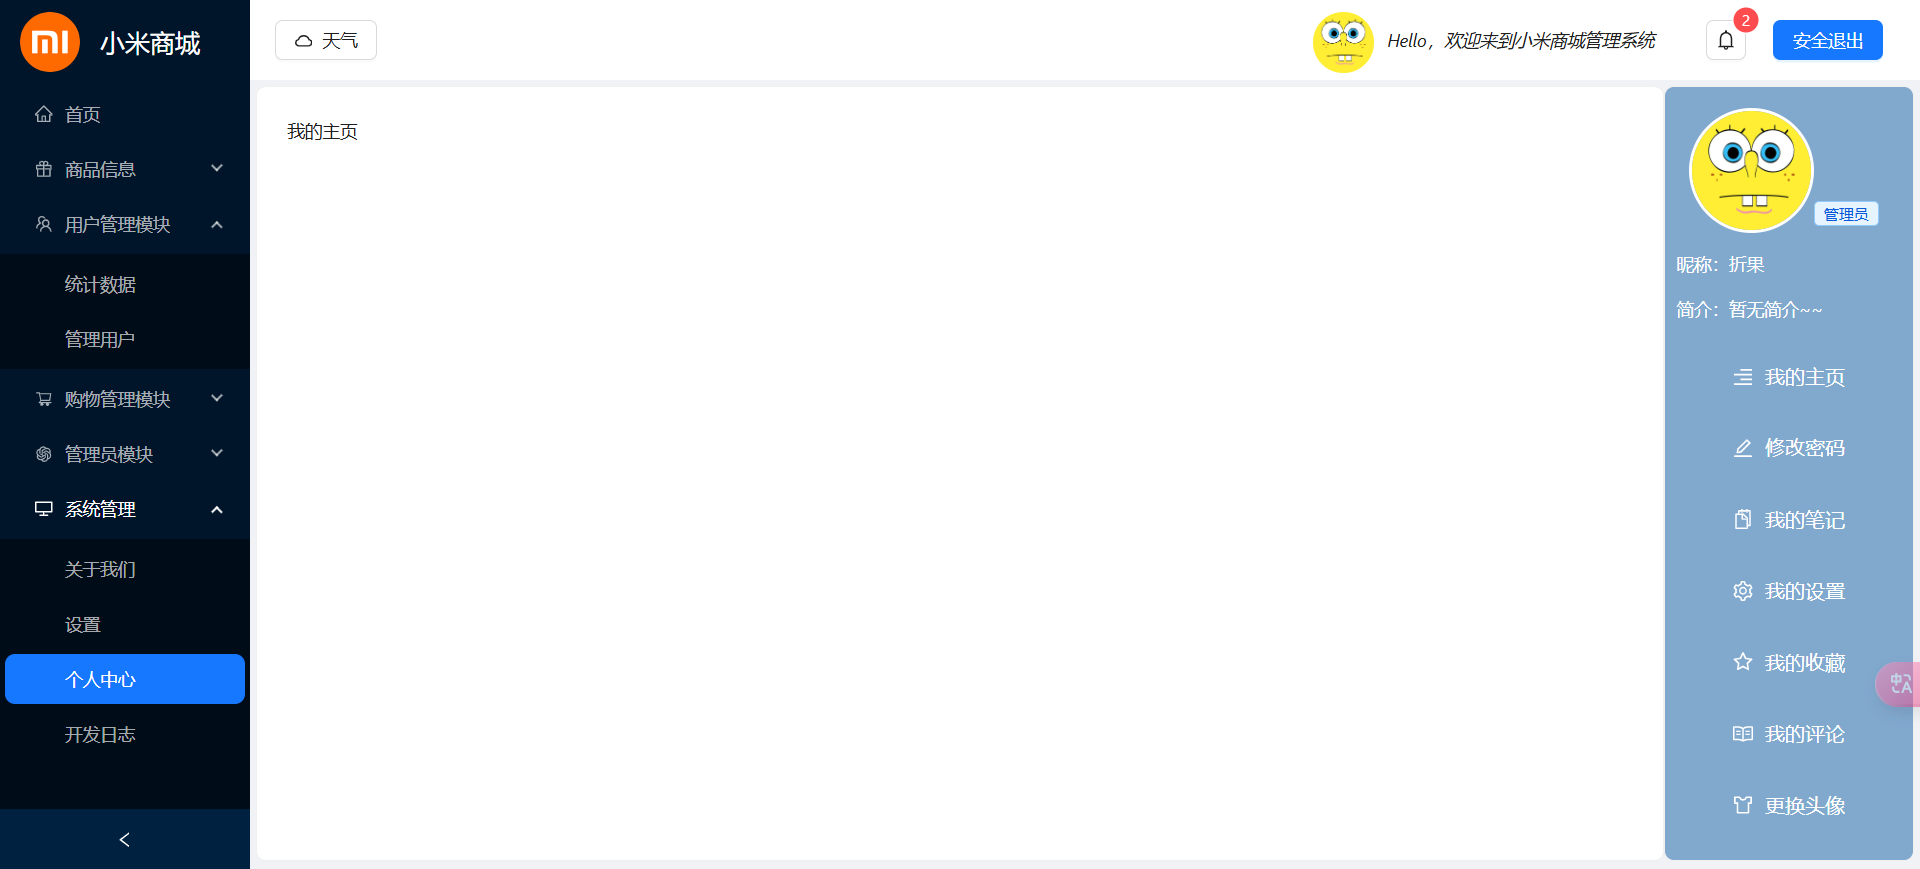 小米商城
首页
商品信息
用户管理模块
统计数据
管理用户
购物管理模块
管理员模块
系统管理
关于我们
设置
个人中心
开发日志
天气
Hello，欢迎来到小米商城管理系统
2
安全退出
我的主页
管理员
昵称：折果
简介：暂无简介~~
我的主页
修改密码
我的笔记
我的设置
我的收藏
我的评论
更换头像